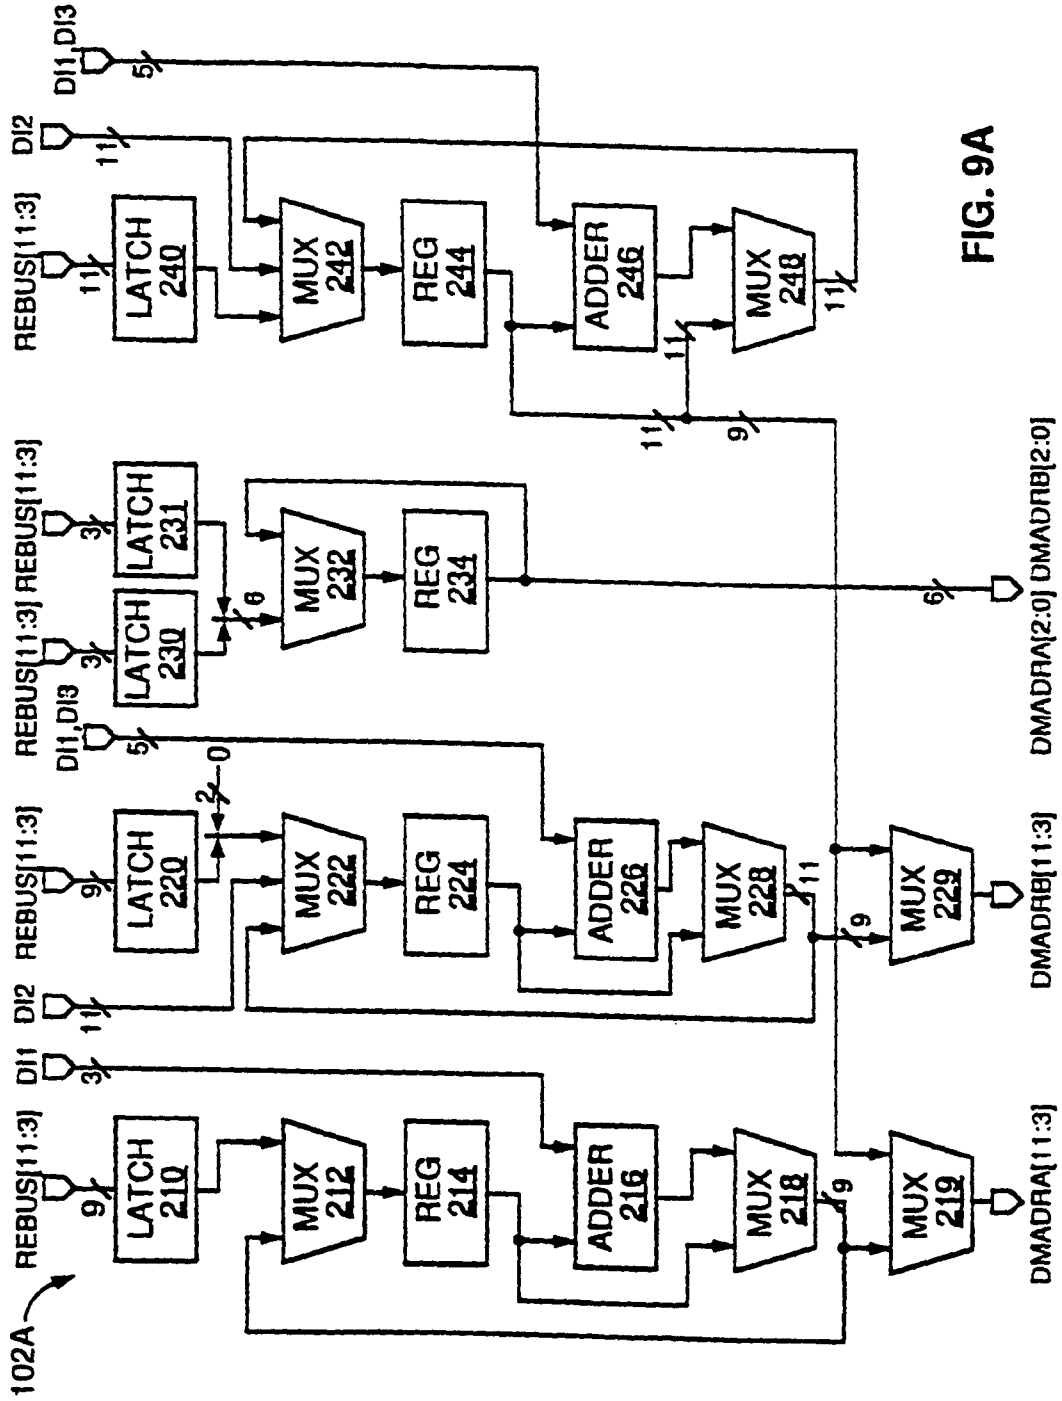 102A
REBUS[11:3]
DI1
DI2
REBUS[11:3]
DI1,DI3
REBUS[11:3]
REBUS[11:3]
REBUS[11:3]
DI2
DI1,DI3
9
3
11
9
5
3
3
11
11
5
LATCH
210
LATCH
220
LATCH
230
LATCH
231
LATCH
240
2
0
6
MUX
212
MUX
222
MUX
232
MUX
242
REG
214
REG
224
REG
234
REG
244
ADDER
216
ADDER
226
ADDER
246
11
11
9
MUX
218
MUX
228
MUX
248
9
11
11
9
MUX
219
MUX
229
6
DMADRA[11:3]
DMADRB[11:3]
DMADRA[2:0] DMADRB[2:0]
FIG. 9A